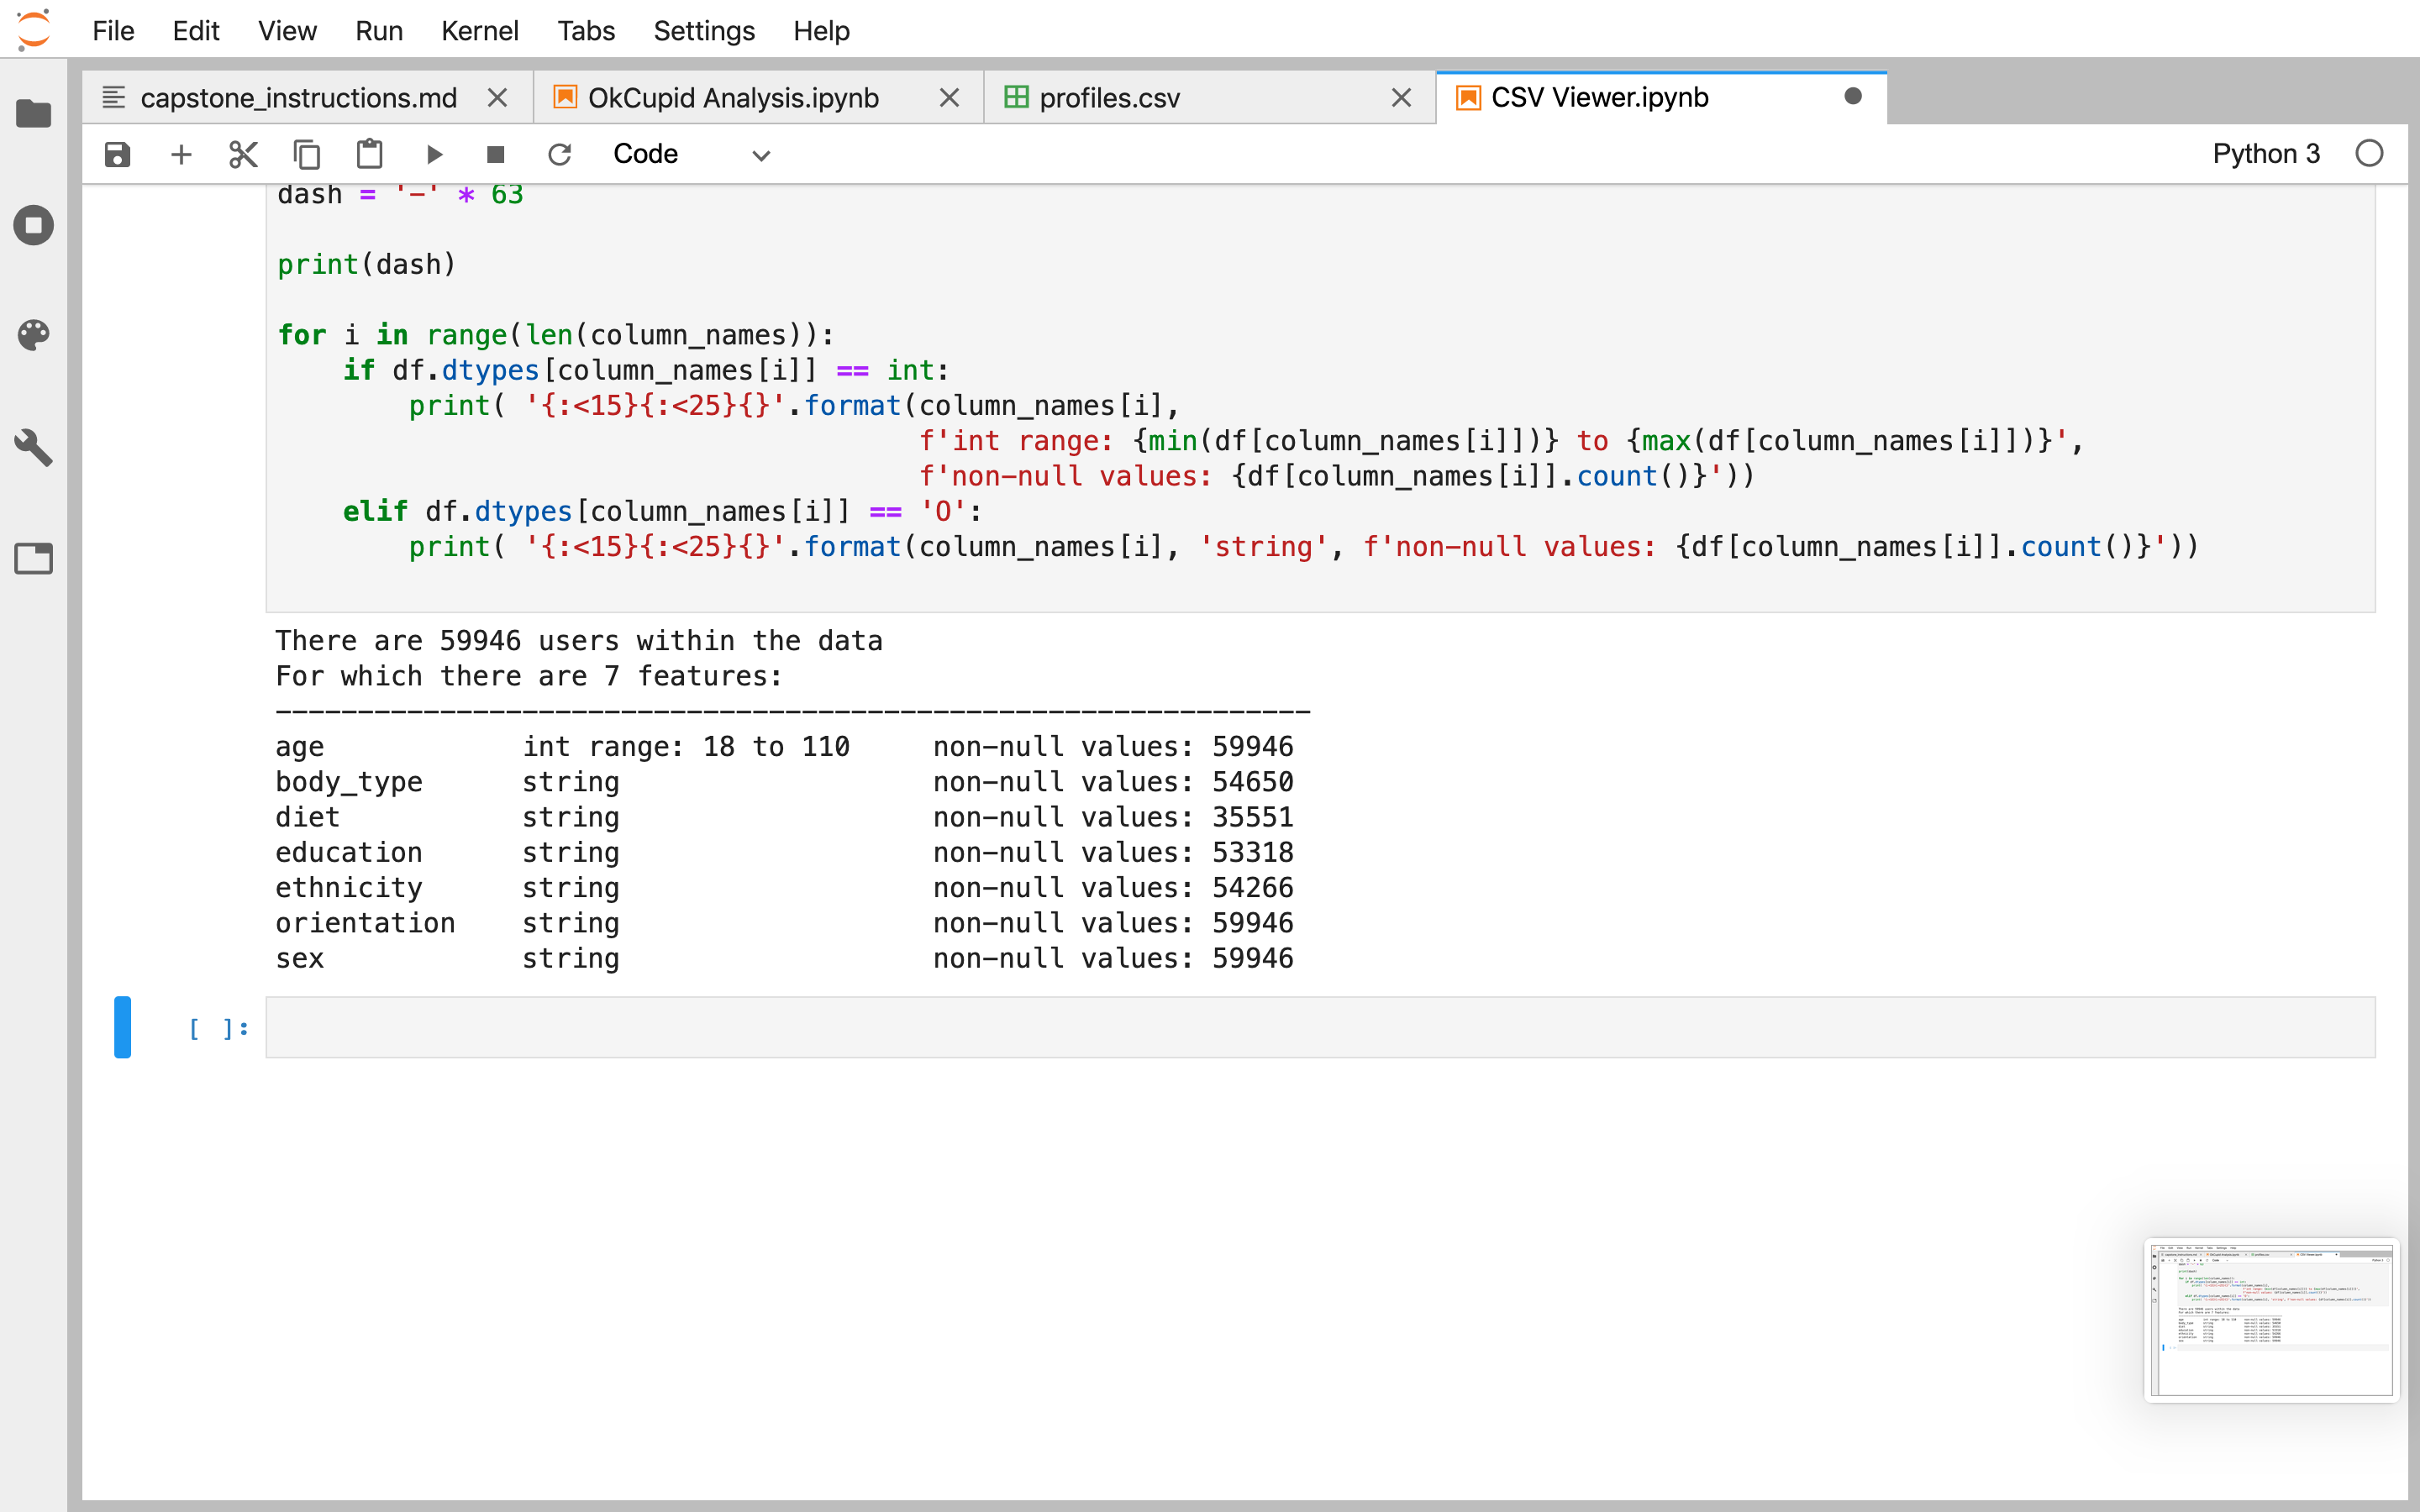 File Edit View Run Kernel Tabs Settings Help
capstone_instructions.md OkCupid Analysis.ipynb profiles.csv CSV Viewer.ipynb
Code Python 3
dash = '-' * 63
print(dash)
for i in range(len(column_names)):
    if df.dtypes[column_names[i]] == int:
        print( '{:<15}{:<25}{}'.format(column_names[i],
                                       f'int range: {min(df[column_names[i]])} to {max(df[column_names[i]])}',
                                       f'non-null values: {df[column_names[i]].count()}'))
    elif df.dtypes[column_names[i]] == 'O':
        print( '{:<15}{:<25}{}'.format(column_names[i], 'string', f'non-null values: {df[column_names[i]].count()}'))
There are 59946 users within the data
For which there are 7 features:
---------------------------------------------------------------
age            int range: 18 to 110     non-null values: 59946
body_type      string                   non-null values: 54650
diet           string                   non-null values: 35551
education      string                   non-null values: 53318
ethnicity      string                   non-null values: 54266
orientation    string                   non-null values: 59946
sex            string                   non-null values: 59946
[ ]: